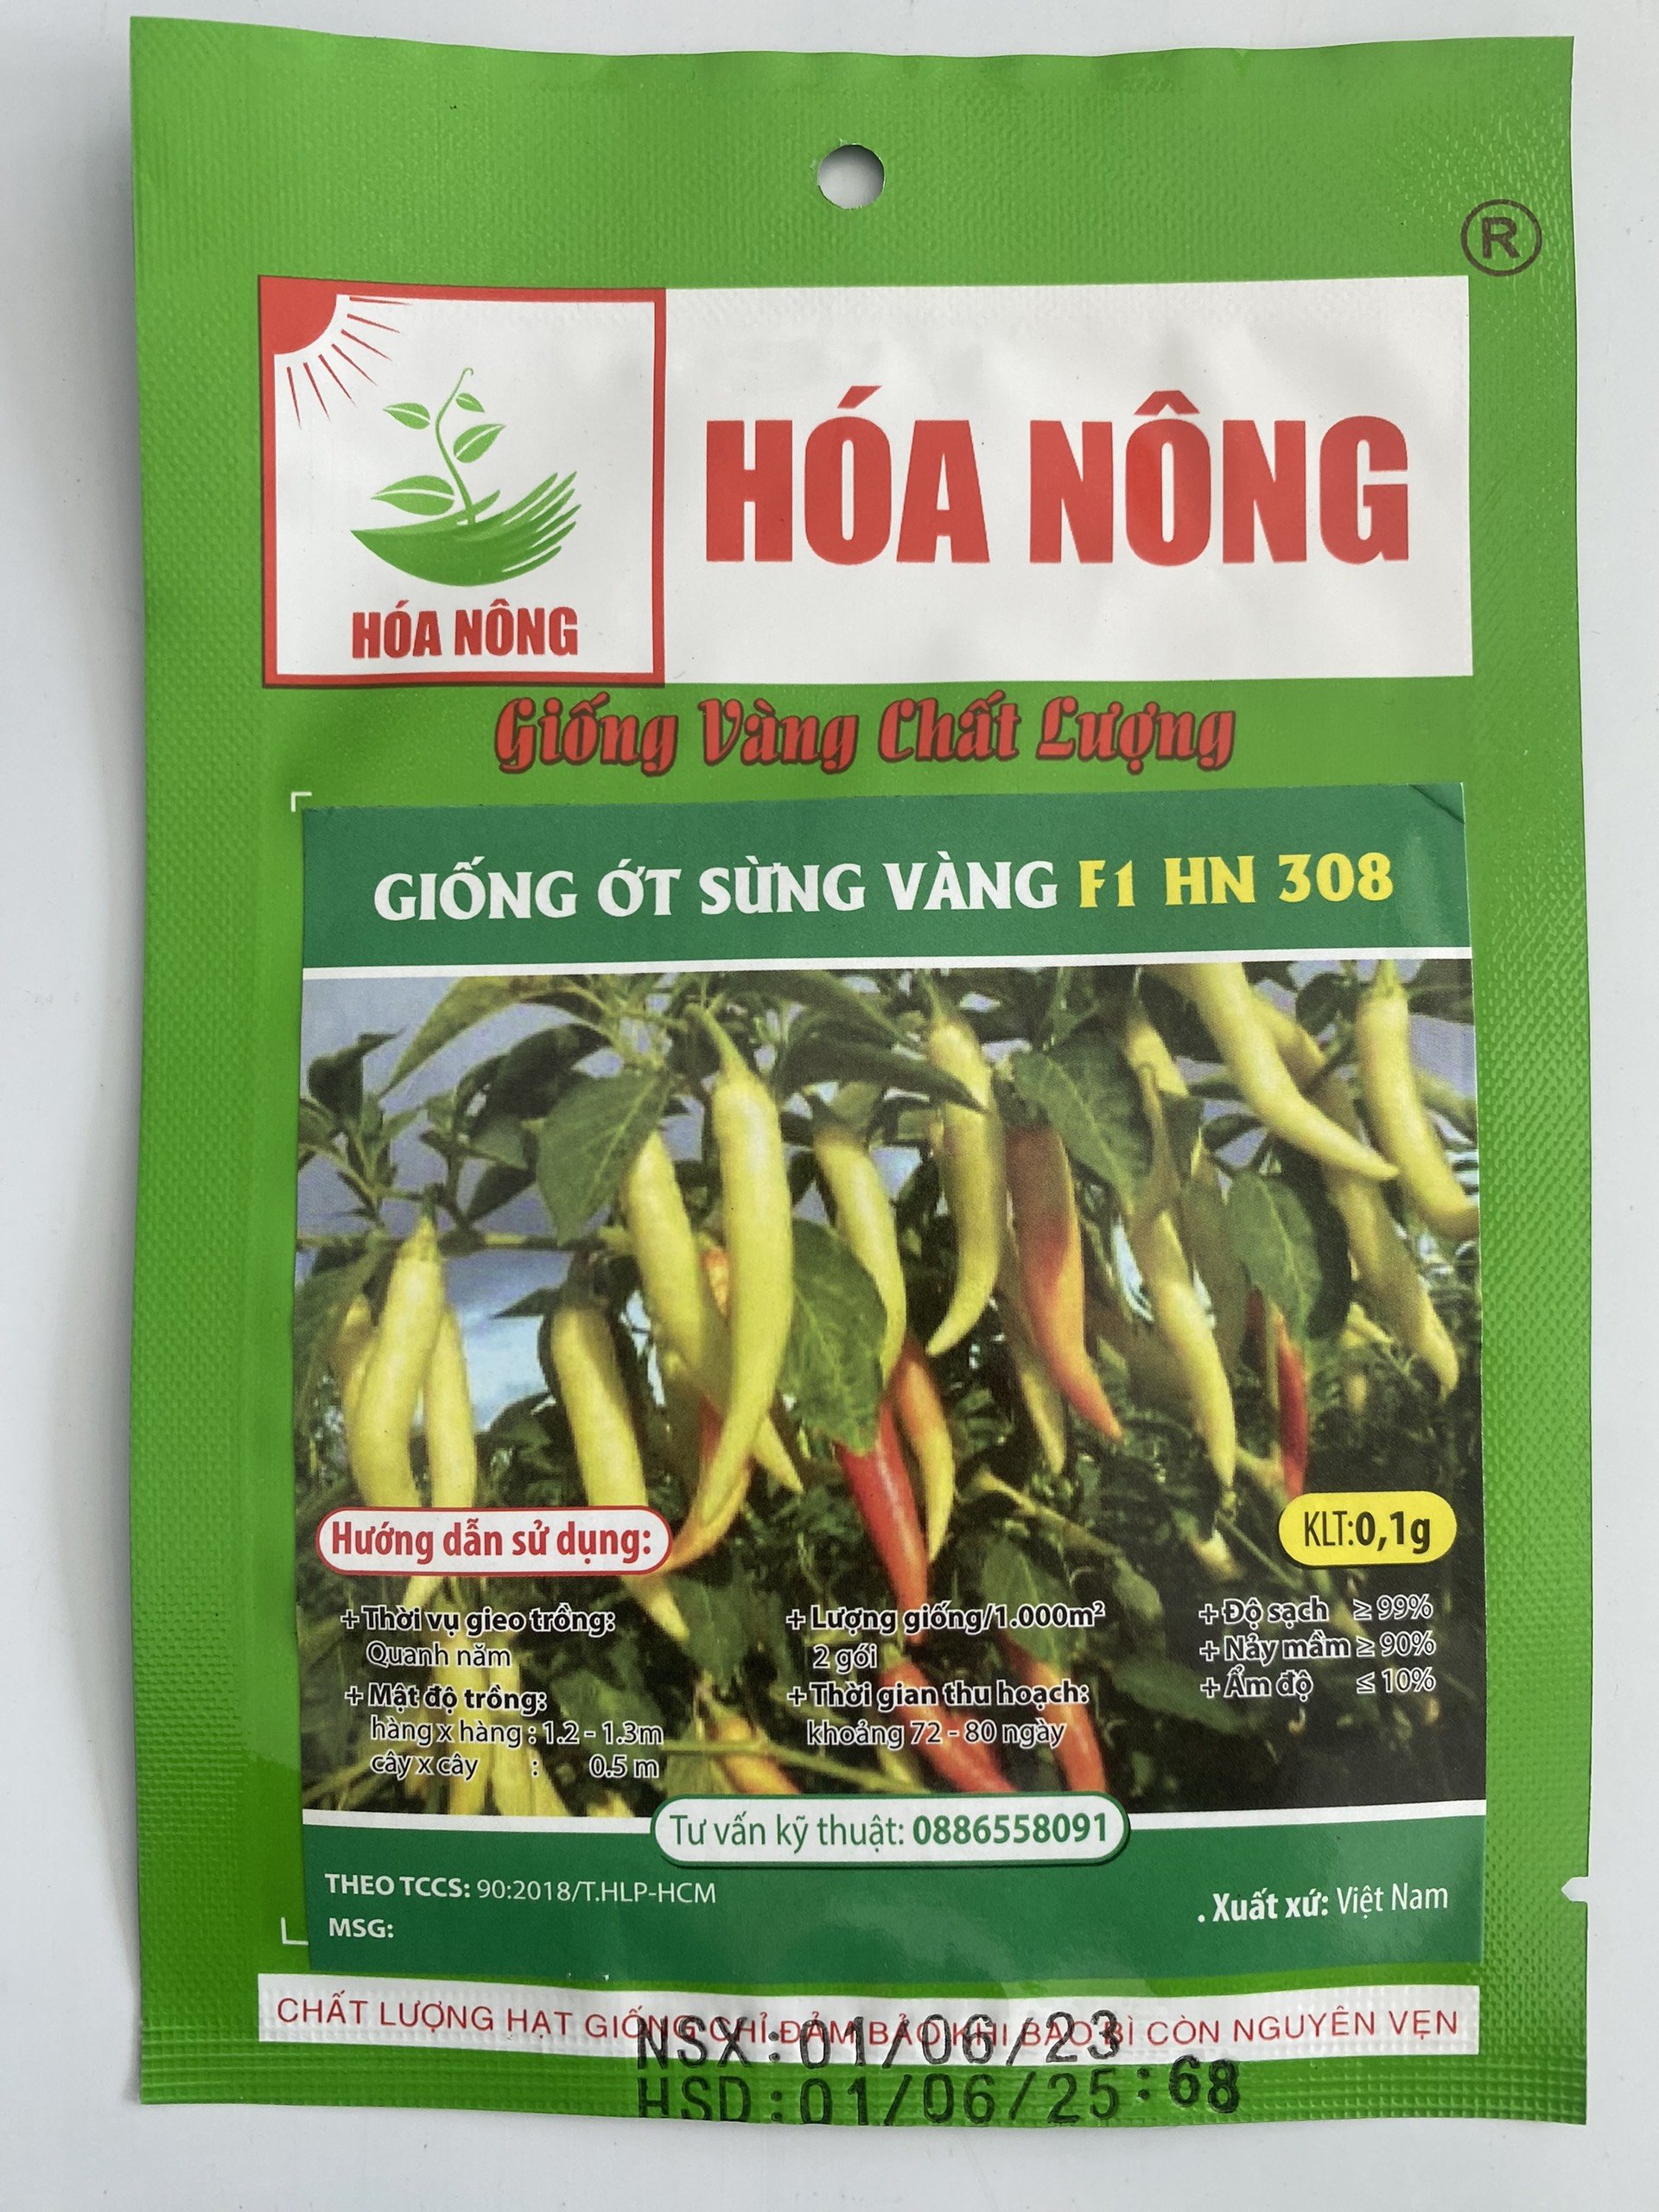 ®
HÓA NÔNG
HÓA NÔNG
Giống Vàng Chất Lượng
GIỐNG ỚT SỪNG VÀNG F1 HN 308
Hướng dẫn sử dụng:
KLT:0,1g
+ Thời vụ gieo trồng:
Quanh năm
+ Mật độ trồng:
hàng x hàng : 1.2 - 1.3m
cây x cây : 0.5 m
+ Lượng giống/1.000m²
2 gói
+ Thời gian thu hoạch:
khoảng 72 - 80 ngày
+ Độ sạch ≥ 99%
+ Nảy mầm ≥ 90%
+ Ẩm độ ≤ 10%
Tư vấn kỹ thuật: 0886558091
THEO TCCS: 90:2018/T.HLP-HCM
MSG:
. Xuất xứ: Việt Nam
CHẤT LƯỢNG HẠT GIỐNG CHỈ ĐẢM BẢO KHI BAO BÌ CÒN NGUYÊN VẸN
NSX:01/06/23
HSD:01/06/25:68